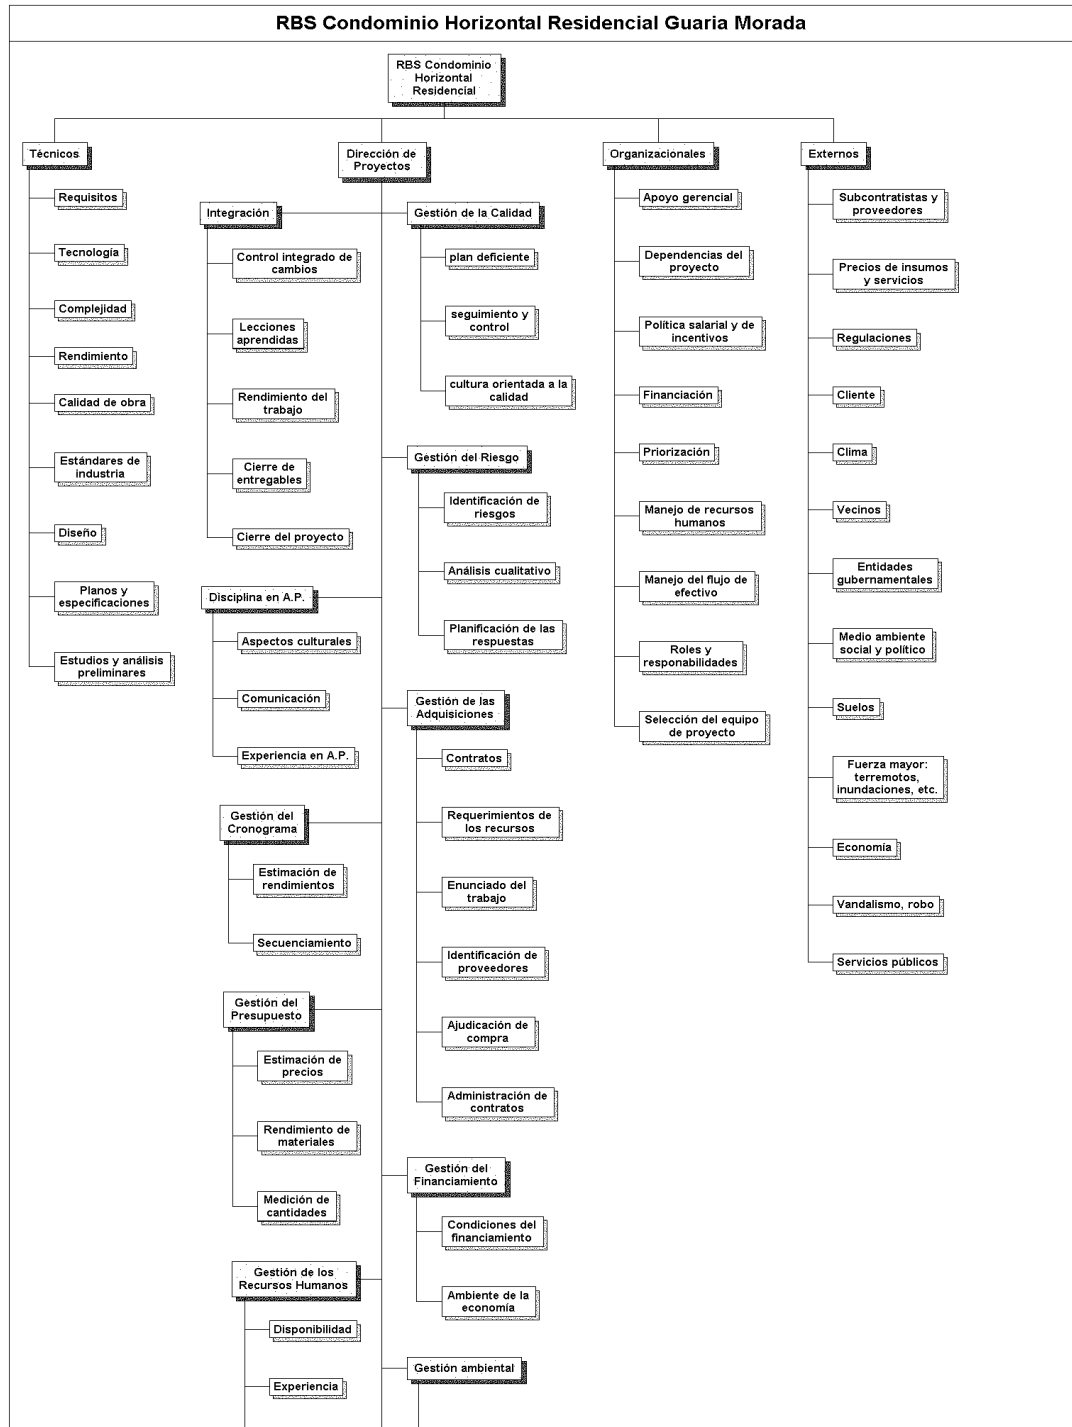 RBS Condominio Horizontal Residencial Guaria Morada
RBS Condominio
Horizontal
Residencial
Técnicos
Requisitos
Tecnología
Complejidad
Rendimiento
Calidad de obra
Estándares de
industria
Diseño
Planos y
especificaciones
Estudios y análisis
preliminares
Dirección de
Proyectos
Integración
Control integrado de
cambios
Lecciones
aprendidas
Rendimiento del
trabajo
Cierre de
entregables
Cierre del proyecto
Disciplina en A.P.
Aspectos culturales
Comunicación
Experiencia en A.P.
Gestión del
Cronograma
Estimación de
rendimientos
Secuenciamiento
Gestión del
Presupuesto
Estimación de
precios
Rendimiento de
materiales
Medición de
cantidades
Gestión de los
Recursos Humanos
Disponibilidad
Experiencia
Gestión de la Calidad
plan deficiente
seguimiento y
control
cultura orientada a la
calidad
Gestión del Riesgo
Identificación de
riesgos
Análisis cualitativo
Planificación de las
respuestas
Gestión de las
Adquisiciones
Contratos
Requerimientos de
los recursos
Enunciado del
trabajo
Identificación de
proveedores
Ajudicación de
compra
Administración de
contratos
Gestión del
Financiamiento
Condiciones del
financiamiento
Ambiente de la
economía
Gestión ambiental
Organizacionales
Apoyo gerencial
Dependencias del
proyecto
Política salarial y de
incentivos
Financiación
Priorización
Manejo de recursos
humanos
Manejo del flujo de
efectivo
Roles y
responabilidades
Selección del equipo
de proyecto
Externos
Subcontratistas y
proveedores
Precios de insumos
y servicios
Regulaciones
Cliente
Clima
Vecinos
Entidades
gubernamentales
Medio ambiente
social y político
Suelos
Fuerza mayor:
terremotos,
inundaciones, etc.
Economía
Vandalismo, robo
Servicios públicos